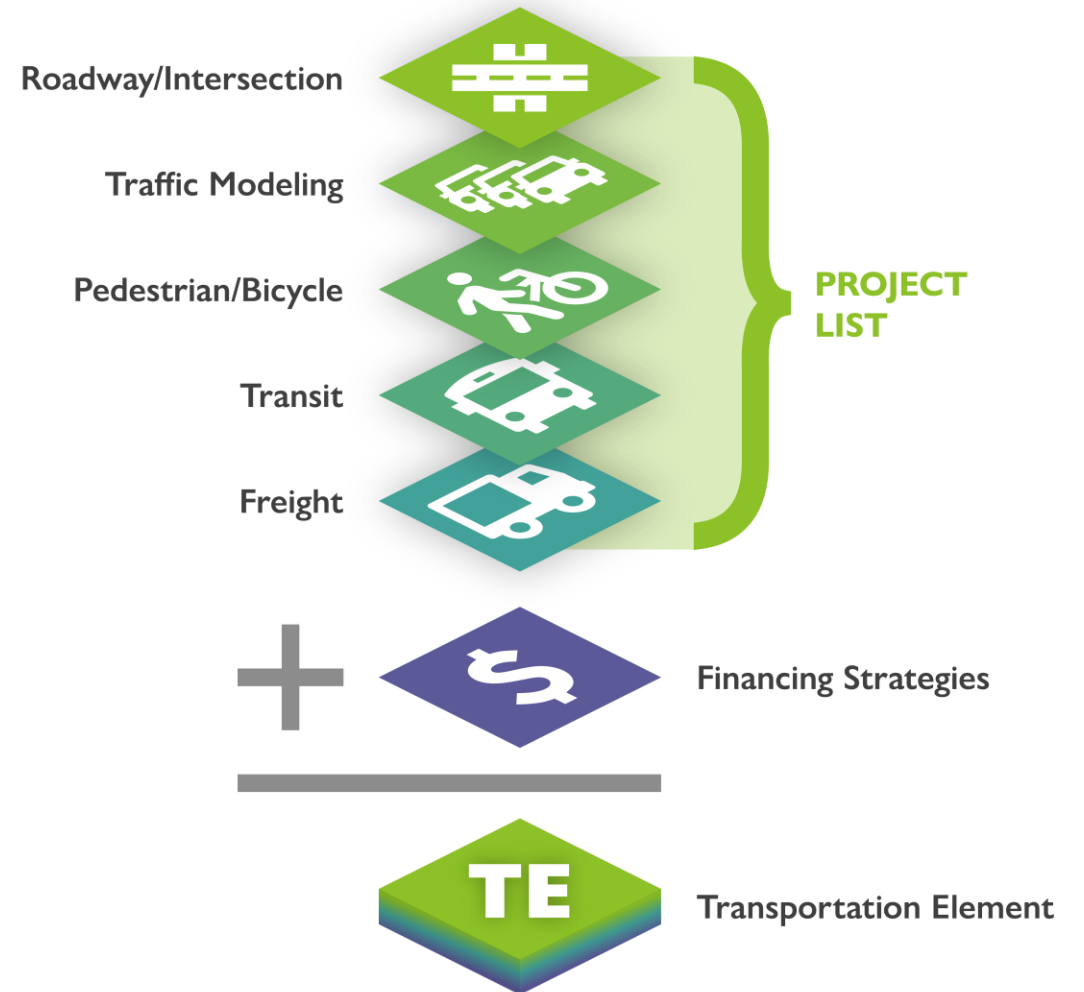 Roadway/Intersection
Traffic Modeling
Pedestrian/Bicycle
PROJECT
LIST
Transit
Freight
$
Financing Strategies
TE
Transportation Element